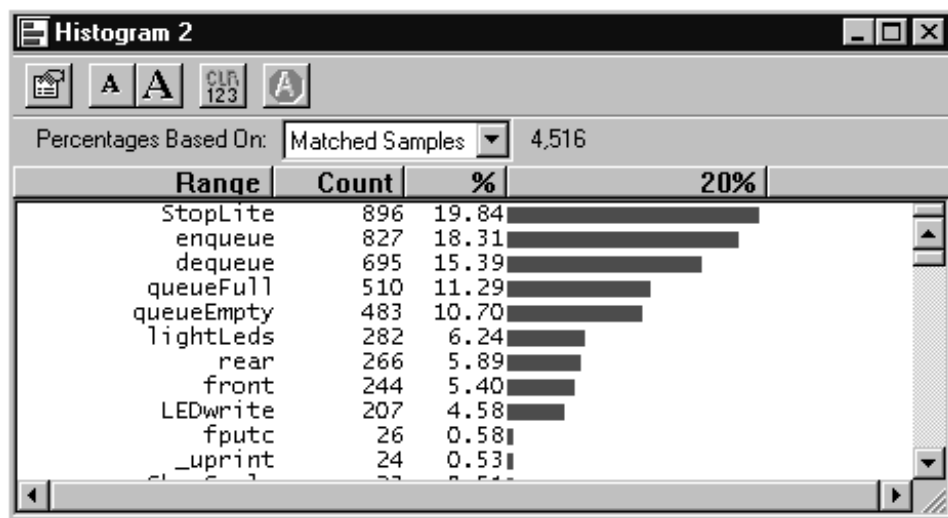 Histogram 2
A A CLR 123 A
Percentages Based On: Matched Samples 4,516
Range Count % 20%
StopLite 896 19.84
enqueue 827 18.31
dequeue 695 15.39
queueFull 510 11.29
queueEmpty 483 10.70
lightLeds 282 6.24
rear 266 5.89
front 244 5.40
LEDwrite 207 4.58
fputc 26 0.58
_uprint 24 0.53